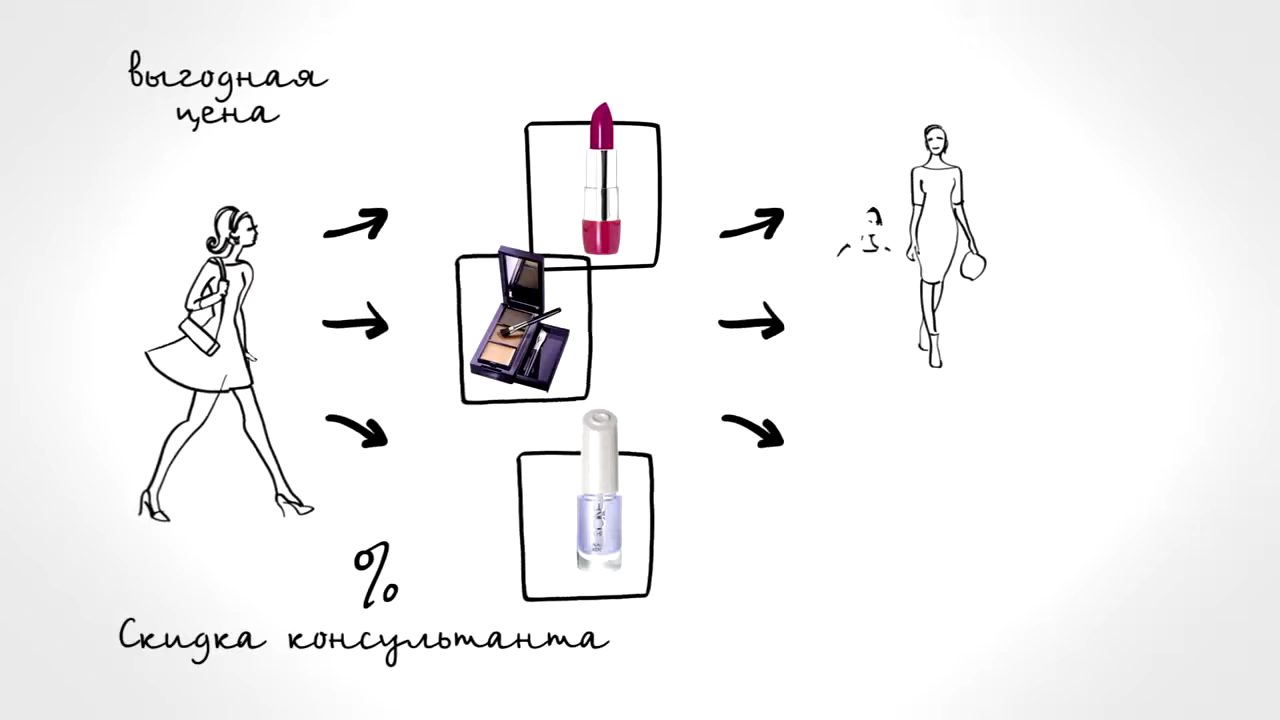 выгодная
цена
%
Скидка консультанта